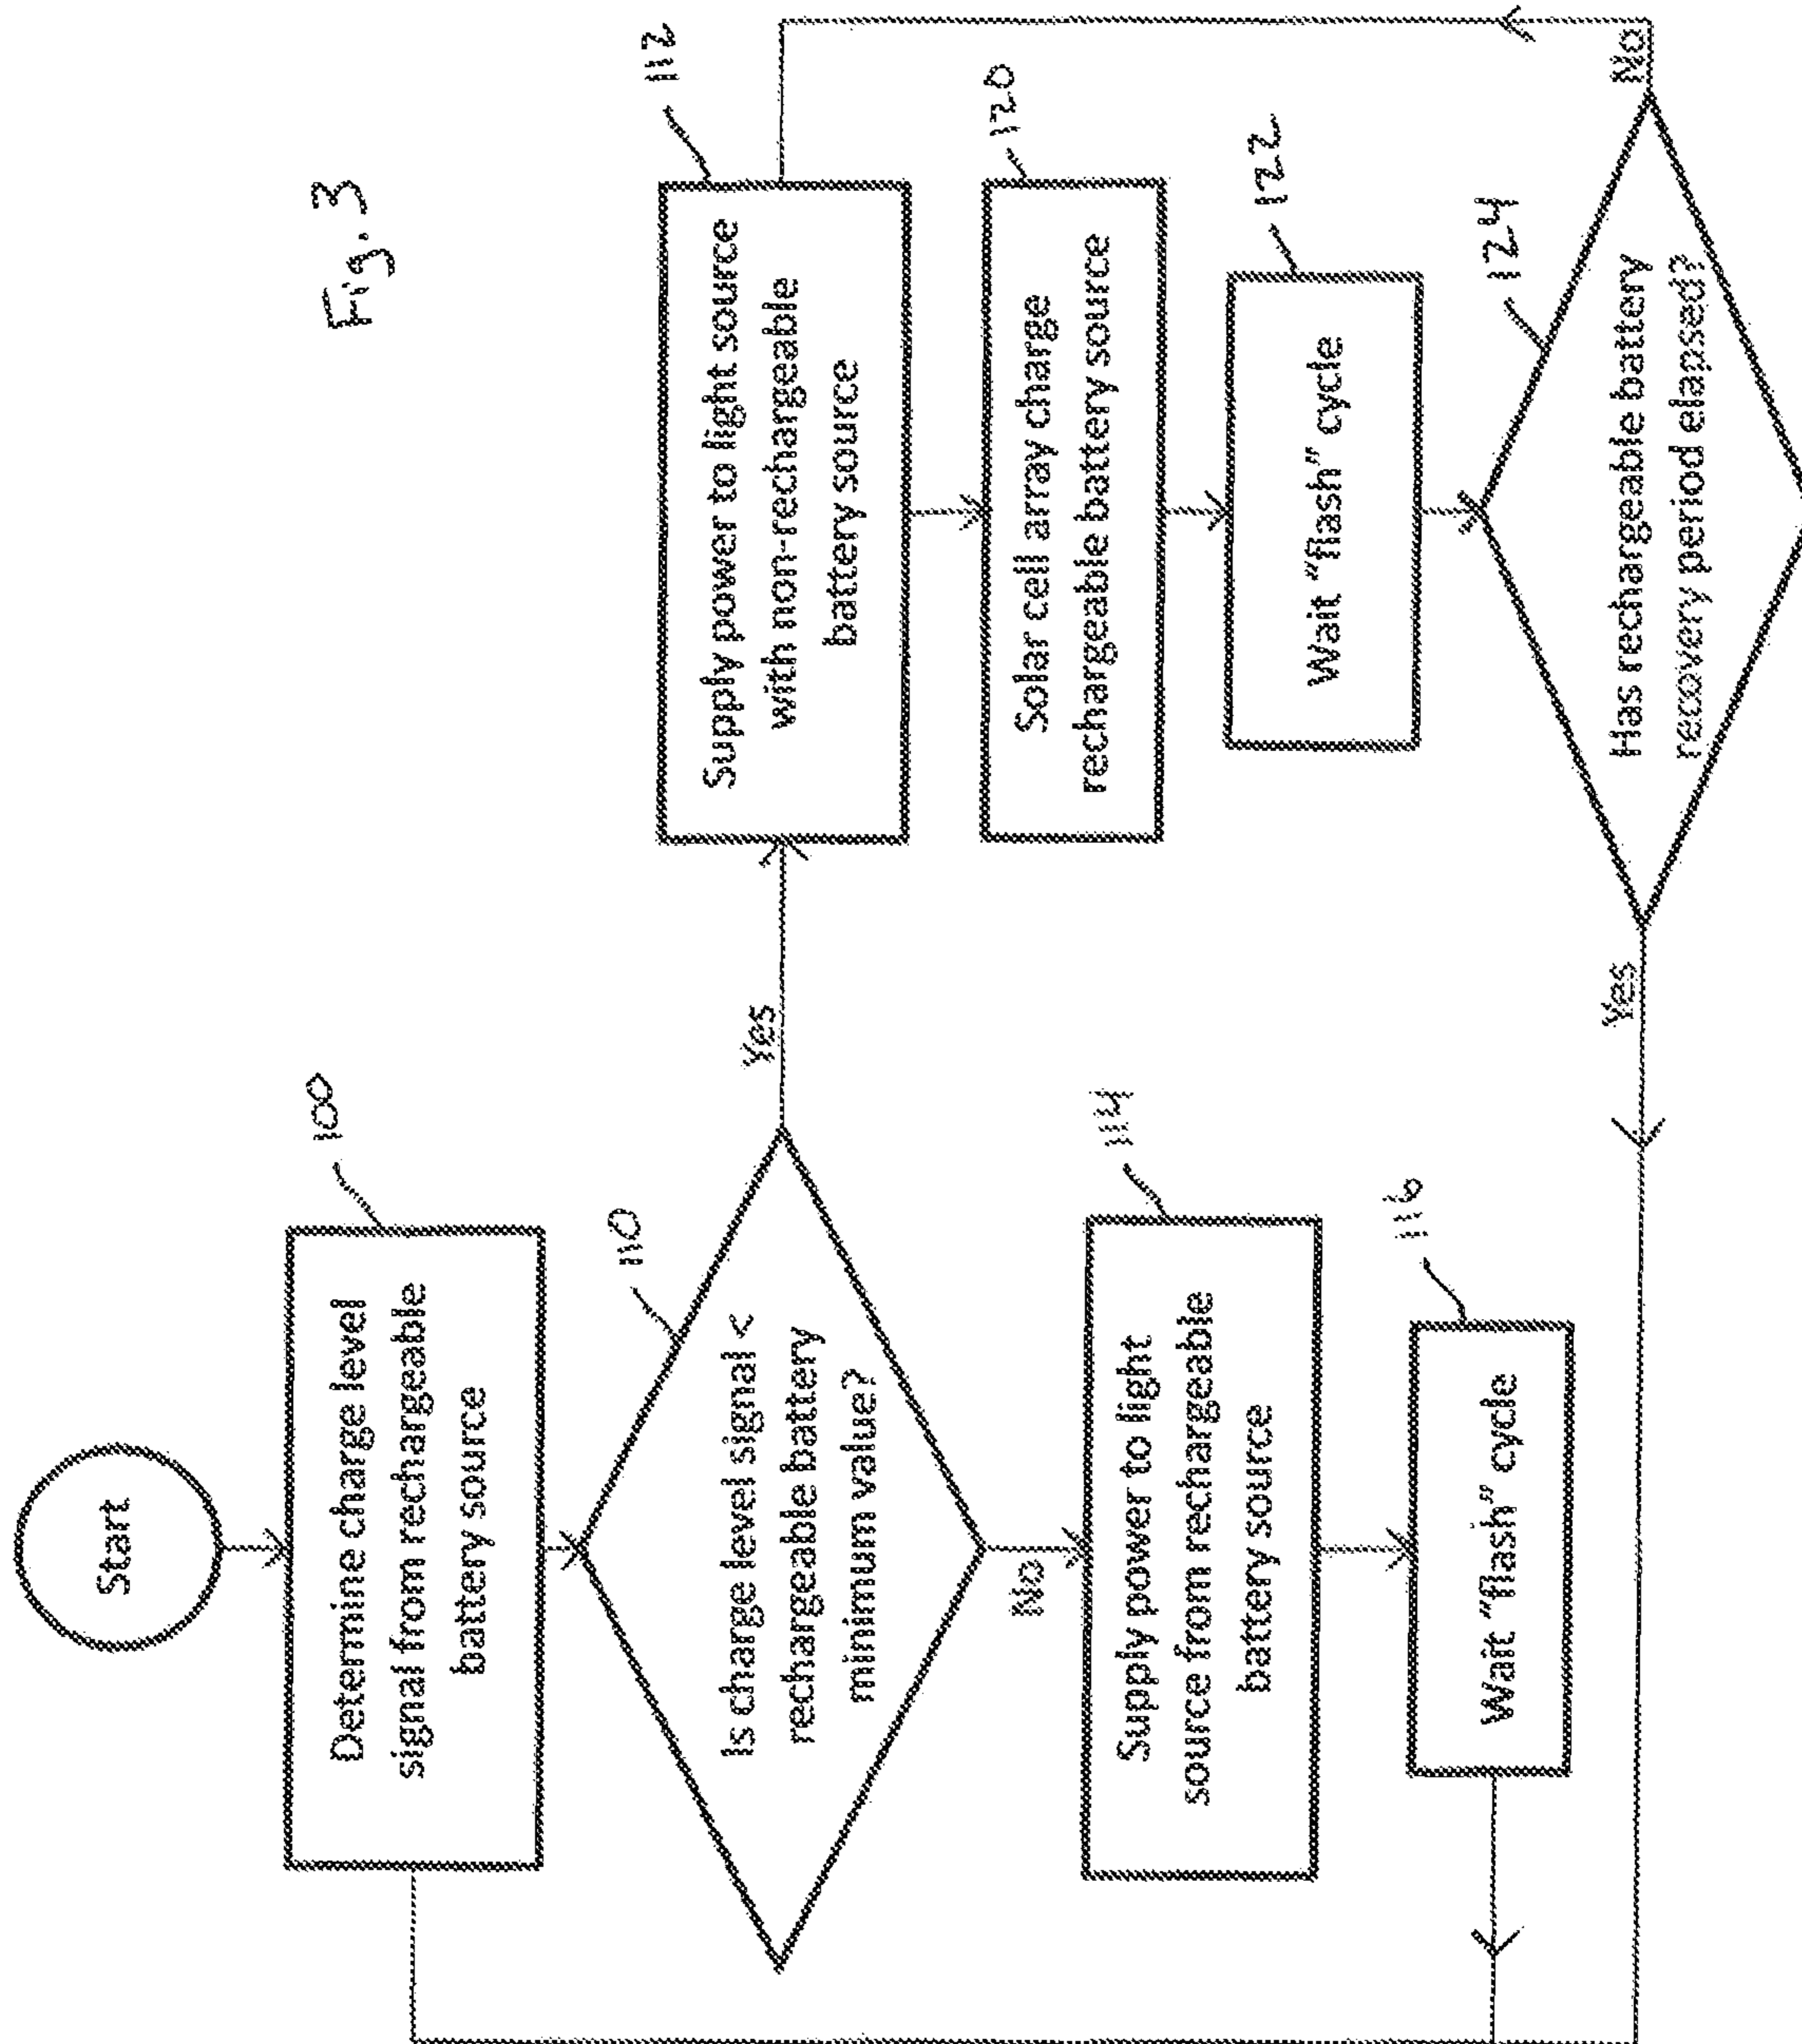 Fig. 3
Start
100
Determine charge level
signal from rechargeable
battery source
110
Is charge level signal <
rechargeable battery
minimum value?
Yes
No
114
Supply power to light
source from rechargeable
battery source
116
Wait "flash" cycle
112
Supply power to light source
with non-rechargeable
battery source
120
Solar cell array charge
rechargeable battery source
122
Wait "flash" cycle
124
Has rechargeable battery
recovery period elapsed?
No
Yes